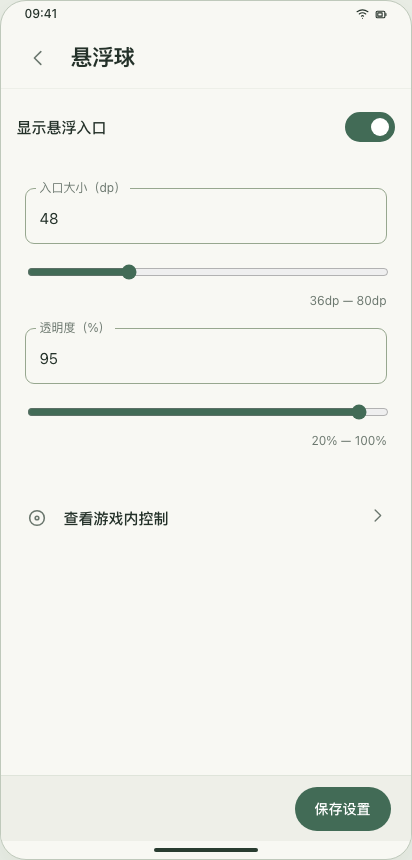 09:41
悬浮球
显示悬浮入口
入口大小（dp）
48
36dp — 80dp
透明度（%）
95
20% — 100%
查看游戏内控制
保存设置